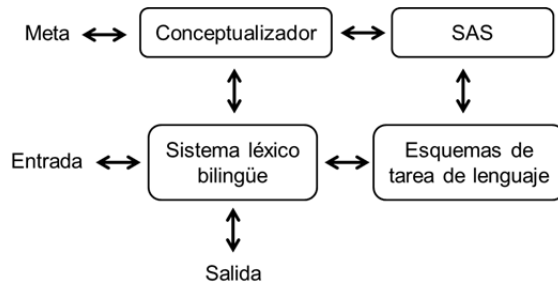 Meta
Conceptualizador
SAS
Entrada
Sistema léxico
bilingüe
Esquemas de
tarea de lenguaje
Salida